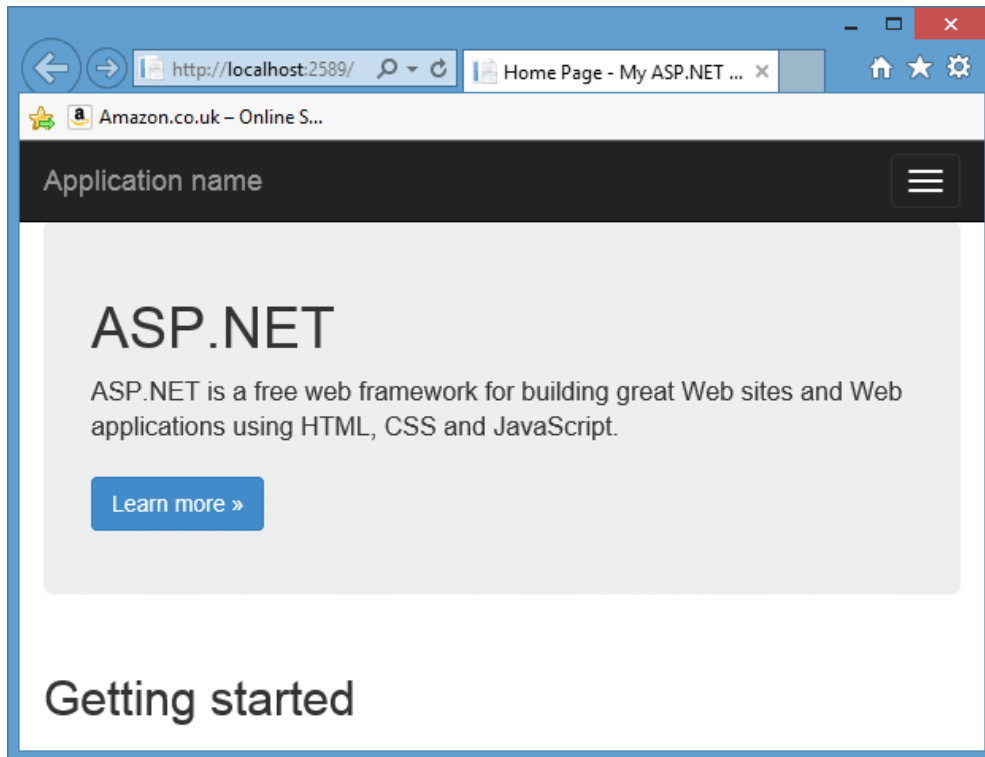 http://localhost:2589/
Home Page - My ASP.NET ...
Amazon.co.uk – Online S...
Application name
ASP.NET
ASP.NET is a free web framework for building great Web sites and Web
applications using HTML, CSS and JavaScript.
Learn more »
Getting started